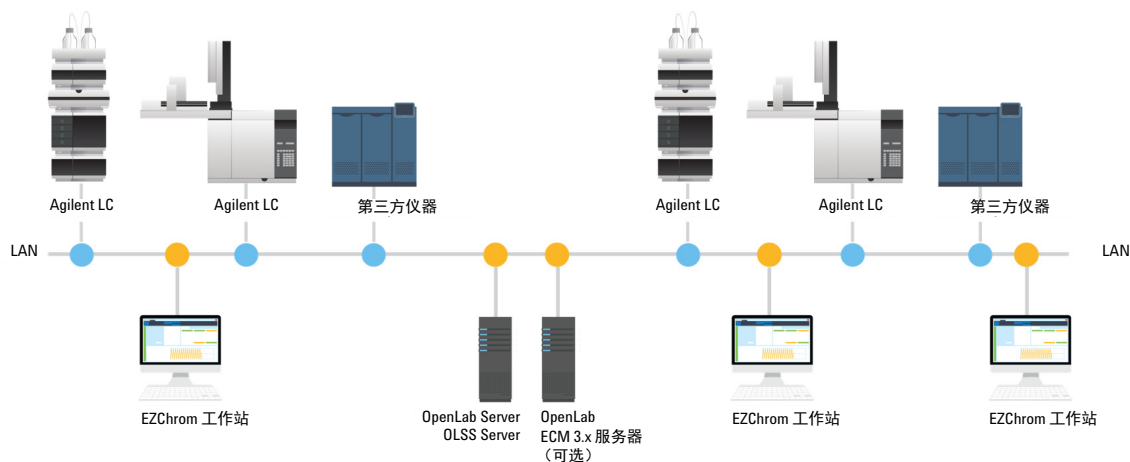 Agilent LC
Agilent LC
第三方仪器
Agilent LC
Agilent LC
第三方仪器
LAN
LAN
EZChrom 工作站
OpenLab Server
OLSS Server
OpenLab
ECM 3.x 服务器
（可选）
EZChrom 工作站
EZChrom 工作站